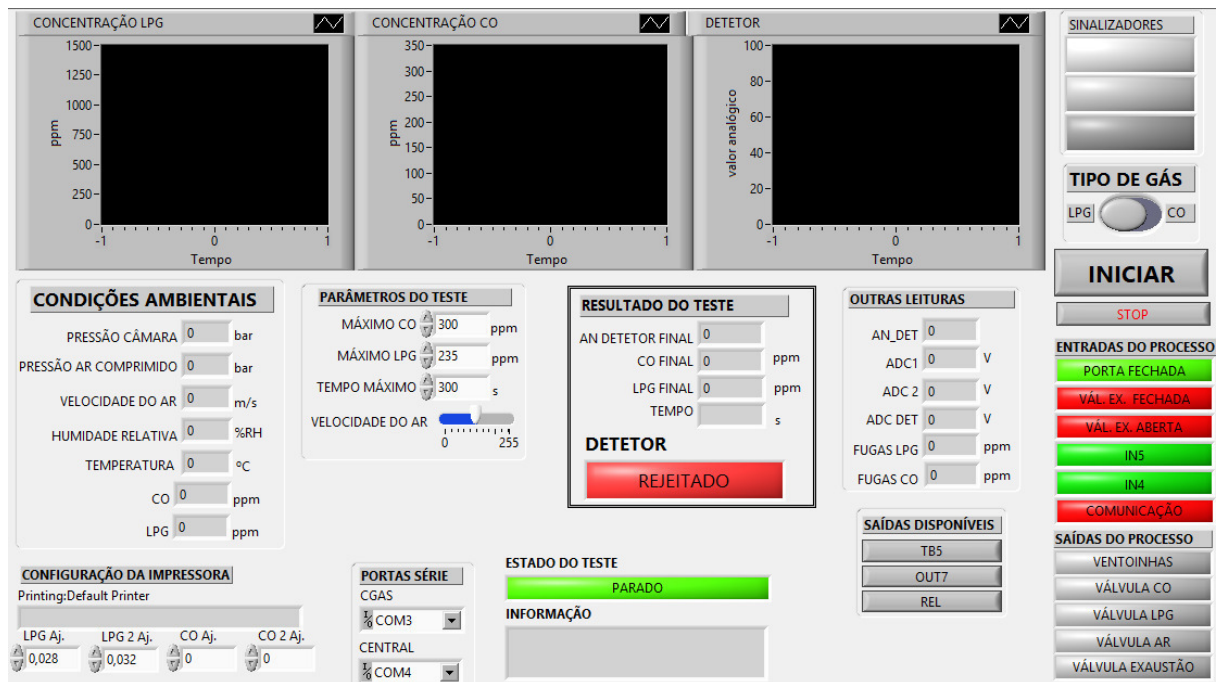 CONCENTRAÇÃO LPG
1500
1250
1000
750
500
250
0
ppm
-1 0 1
Tempo
CONCENTRAÇÃO CO
350
300
250
200
150
100
50
0
ppm
-1 0 1
Tempo
DETETOR
100
80
60
40
20
0
valor analógico
-1 0 1
Tempo
SINALIZADORES
TIPO DE GÁS
LPG CO
INICIAR
STOP
ENTRADAS DO PROCESSO
PORTA FECHADA
VÁL. EX. FECHADA
VÁL. EX. ABERTA
IN5
IN4
COMUNICAÇÃO
SAÍDAS DO PROCESSO
VENTOINHAS
VÁLVULA CO
VÁLVULA LPG
VÁLVULA AR
VÁLVULA EXAUSTÃO
CONDIÇÕES AMBIENTAIS
PRESSÃO CÂMARA 0 bar
PRESSÃO AR COMPRIMIDO 0 bar
VELOCIDADE DO AR 0 m/s
HUMIDADE RELATIVA 0 %RH
TEMPERATURA 0 ºC
CO 0 ppm
LPG 0 ppm
PARÂMETROS DO TESTE
MÁXIMO CO 300 ppm
MÁXIMO LPG 235 ppm
TEMPO MÁXIMO 300 s
VELOCIDADE DO AR
0 255
RESULTADO DO TESTE
AN DETETOR FINAL 0
CO FINAL 0 ppm
LPG FINAL 0 ppm
TEMPO s
DETETOR
REJEITADO
OUTRAS LEITURAS
AN_DET 0
ADC1 0 V
ADC 2 0 V
ADC DET 0 V
FUGAS LPG 0 ppm
FUGAS CO 0 ppm
SAÍDAS DISPONÍVEIS
TB5
OUT7
REL
CONFIGURAÇÃO DA IMPRESSORA
Printing:Default Printer
LPG Aj. LPG 2 Aj. CO Aj. CO 2 Aj.
0,028 0,032 0 0
PORTAS SÉRIE
CGAS
COM3
CENTRAL
COM4
ESTADO DO TESTE
PARADO
INFORMAÇÃO